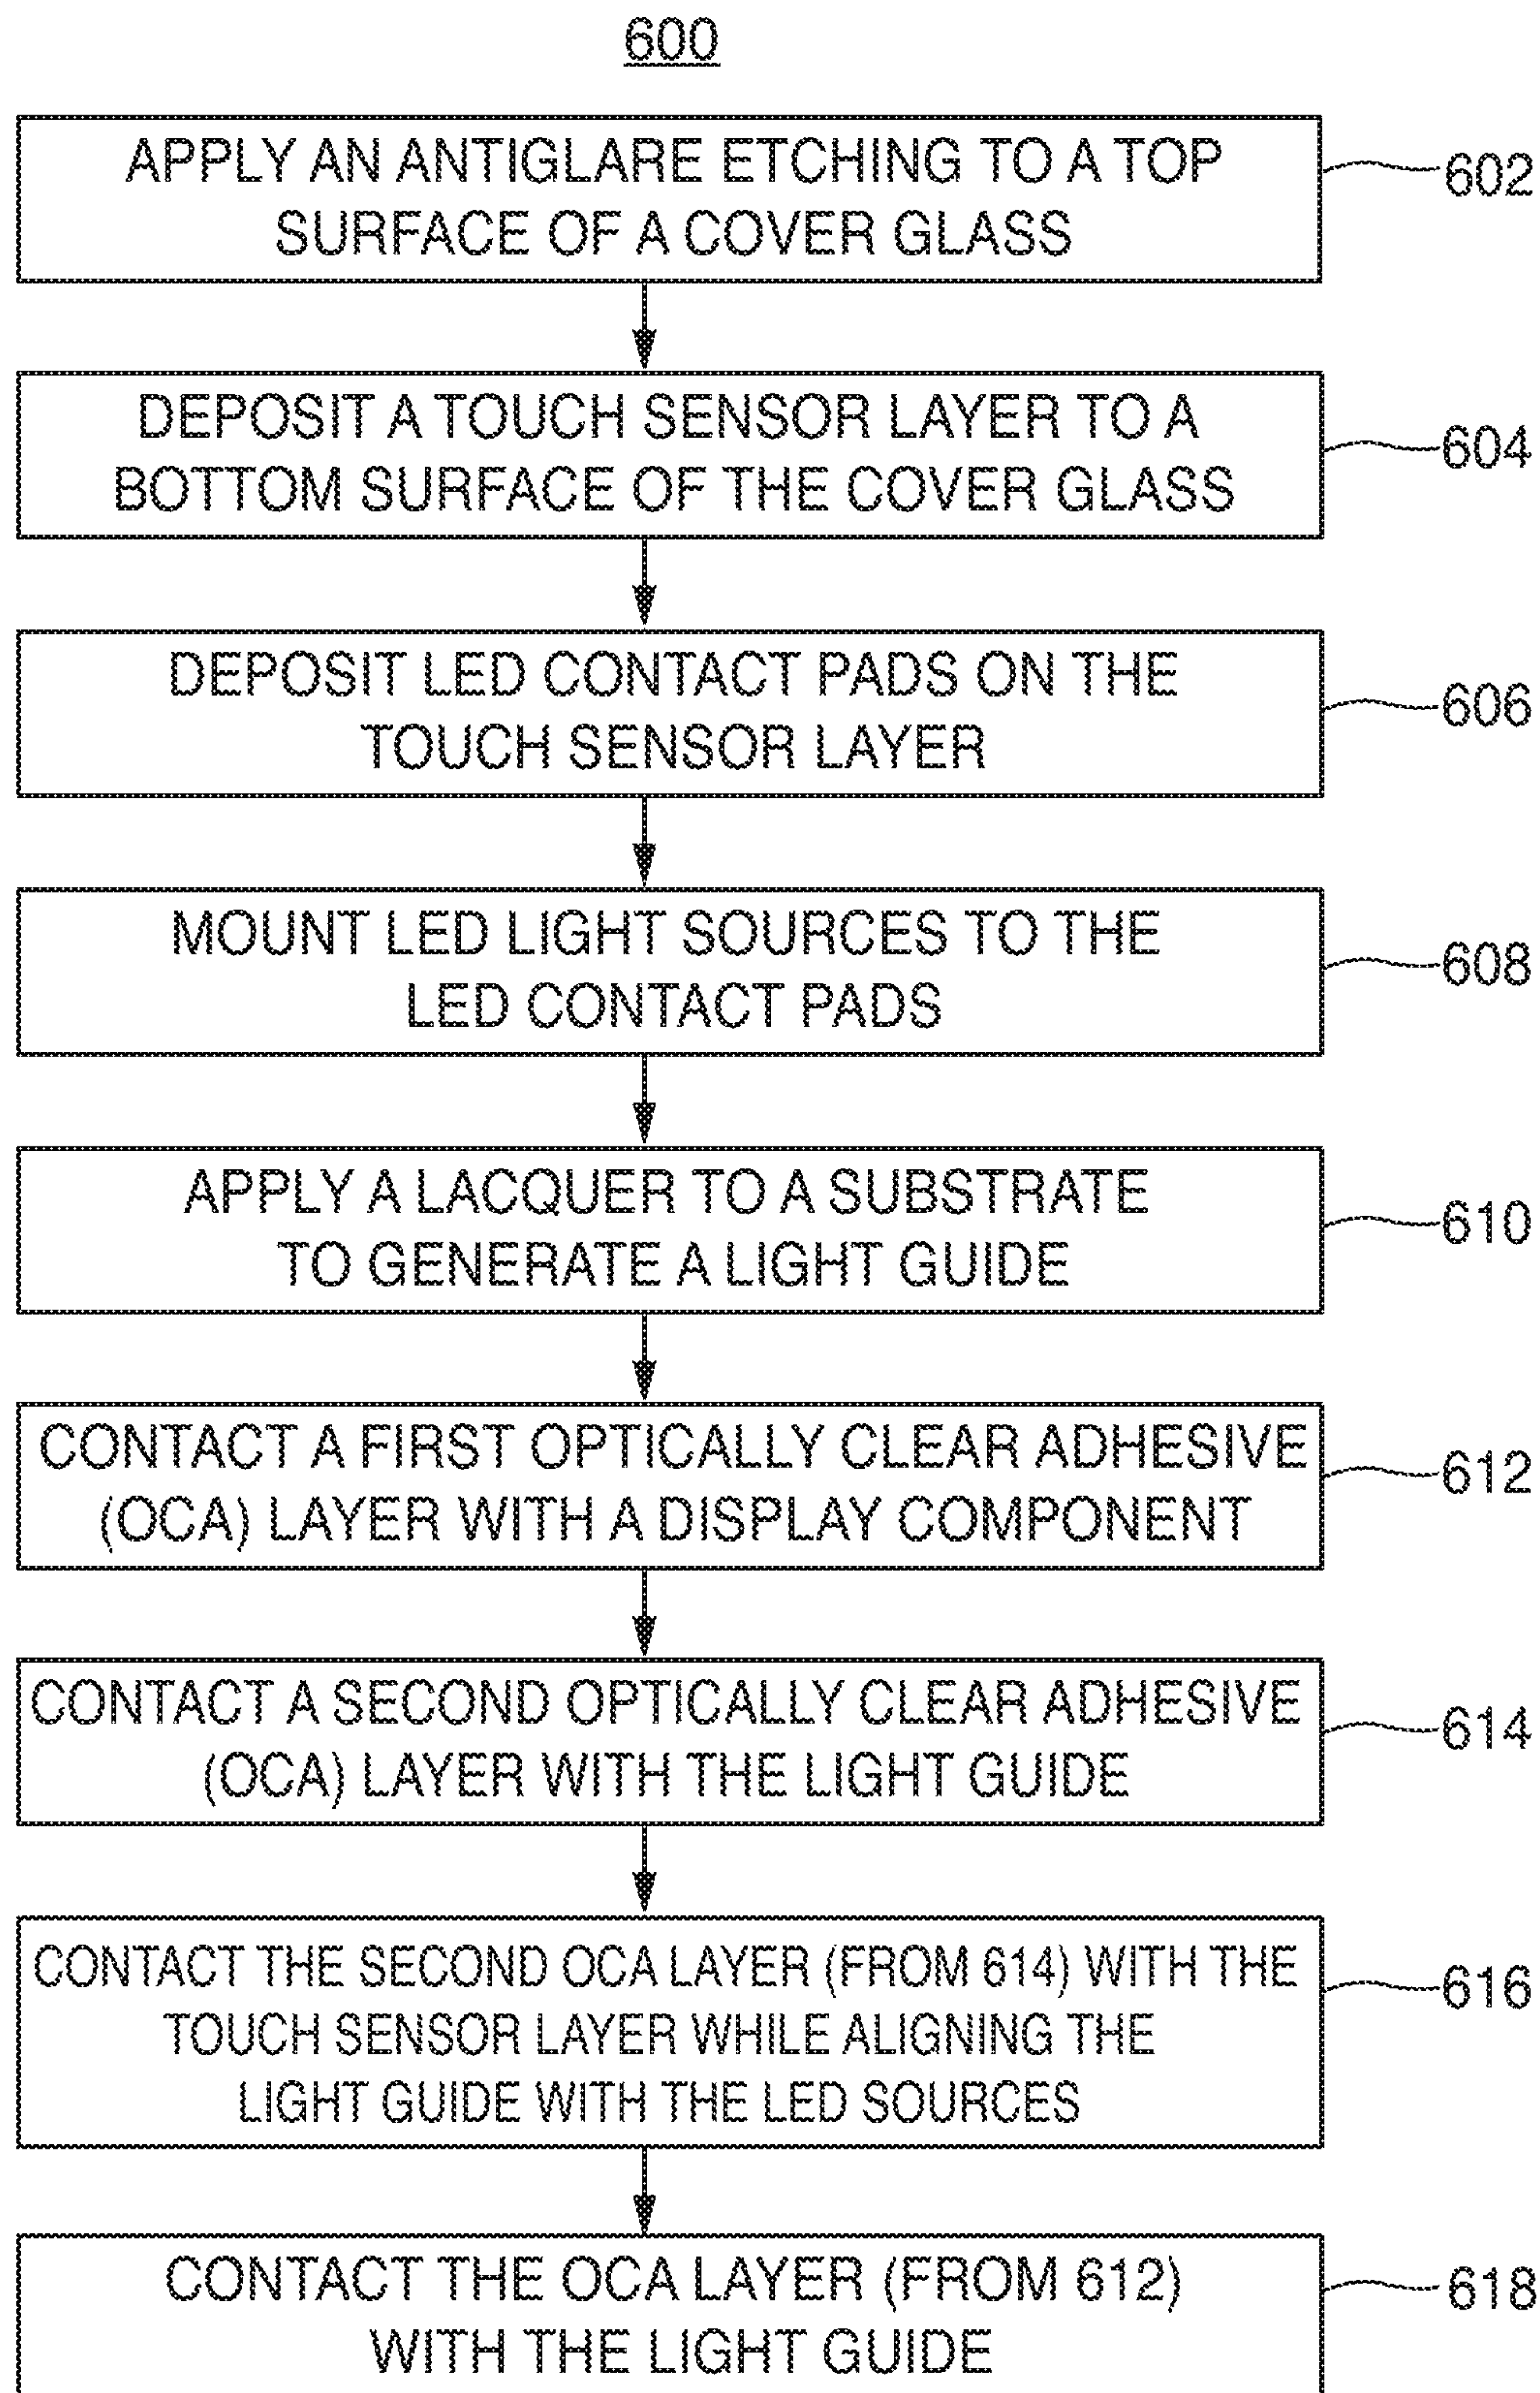 600
APPLY AN ANTIGLARE ETCHING TO A TOP
SURFACE OF A COVER GLASS
602
DEPOSIT A TOUCH SENSOR LAYER TO A
BOTTOM SURFACE OF THE COVER GLASS
604
DEPOSIT LED CONTACT PADS ON THE
TOUCH SENSOR LAYER
606
MOUNT LED LIGHT SOURCES TO THE
LED CONTACT PADS
608
APPLY A LACQUER TO A SUBSTRATE
TO GENERATE A LIGHT GUIDE
610
CONTACT A FIRST OPTICALLY CLEAR ADHESIVE
(OCA) LAYER WITH A DISPLAY COMPONENT
612
CONTACT A SECOND OPTICALLY CLEAR ADHESIVE
(OCA) LAYER WITH THE LIGHT GUIDE
614
CONTACT THE SECOND OCA LAYER (FROM 614) WITH THE
TOUCH SENSOR LAYER WHILE ALIGNING THE
LIGHT GUIDE WITH THE LED SOURCES
616
CONTACT THE OCA LAYER (FROM 612)
WITH THE LIGHT GUIDE
618